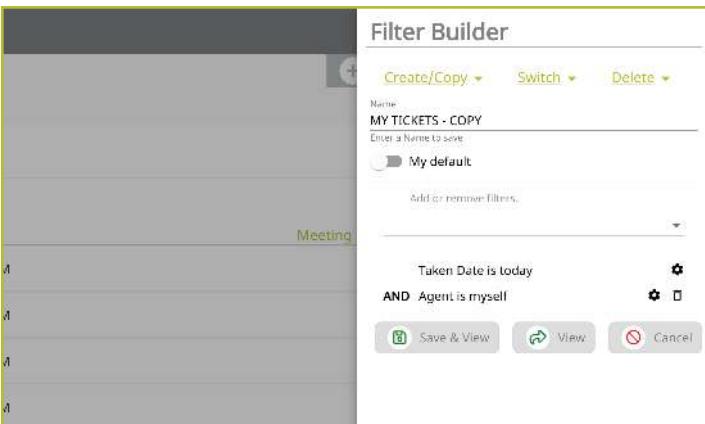 Filter Builder
Create/Copy Switch Delete
Name
MY TICKETS - COPY
Enter a Name to save
My default
Add or remove filters.
Meeting
Taken Date is today
M
AND Agent is myself
M
Save & View View Cancel
M
M